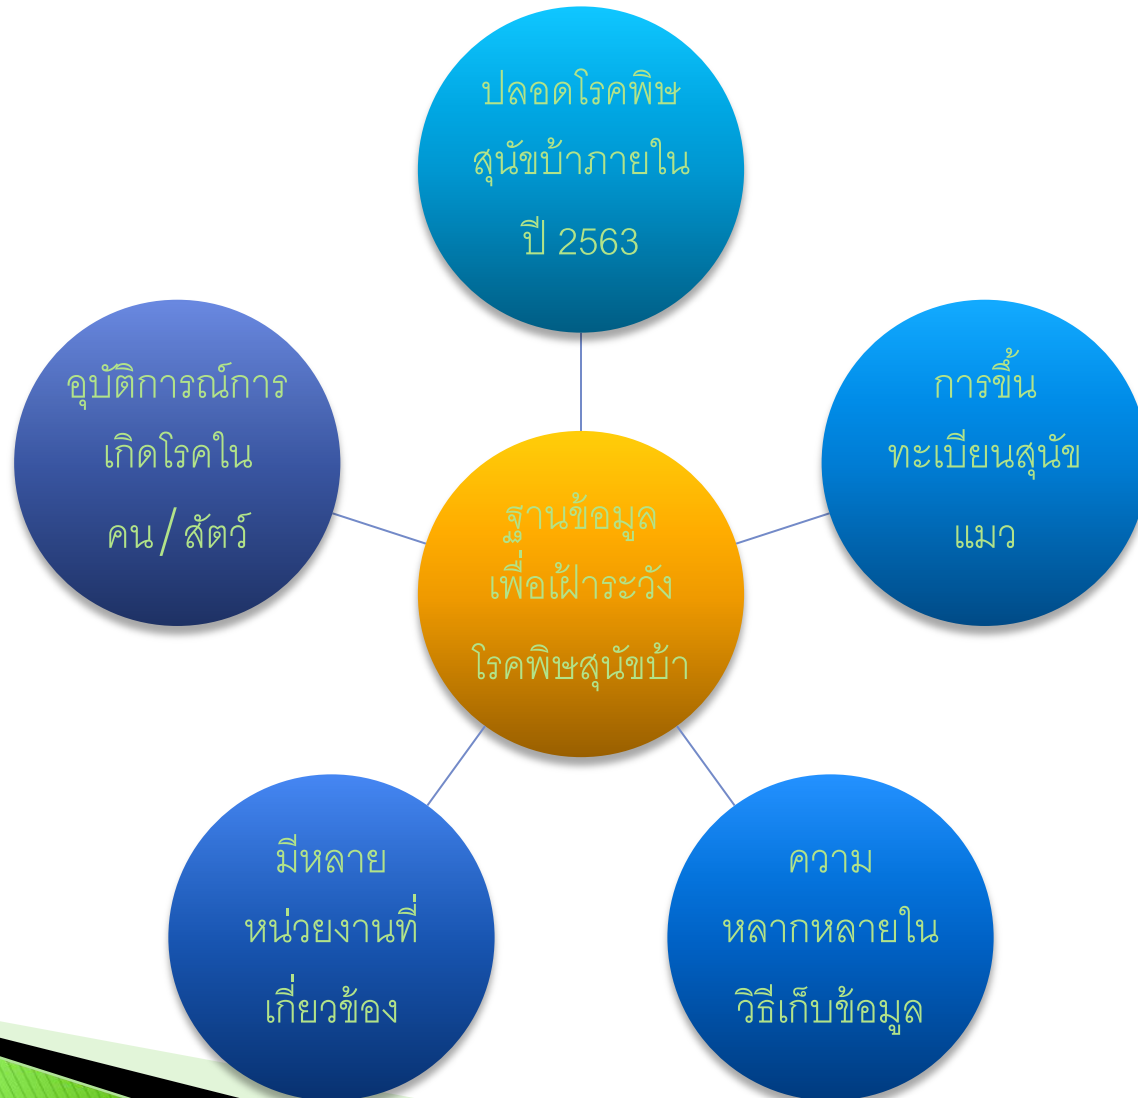 ปลอดโรคพิษ
สุนัขบ้าภายใน
ปี 2563
การขึ้น
ทะเบียนสุนัข
แมว
ความ
หลากหลายใน
วิธีเก็บข้อมูล
มีหลาย
หน่วยงานที่
เกี่ยวข้อง
อุบัติการณ์การ
เกิดโรคใน
คน/สัตว์
ฐานข้อมูล
เพื่อเฝ้าระวัง
โรคพิษสุนัขบ้า